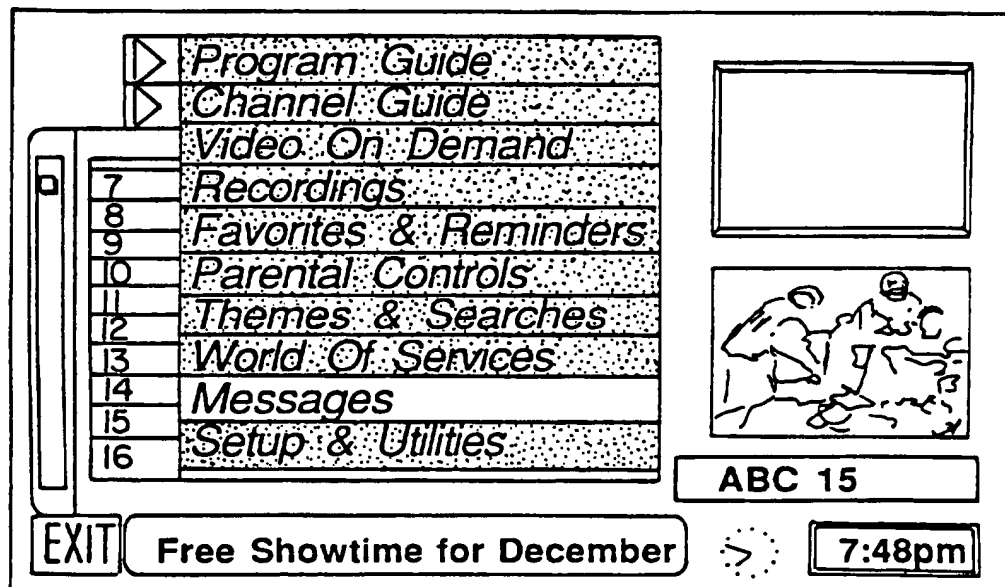 Program Guide
Channel Guide
Video On Demand
7 Recordings
8
9 Favorites & Reminders
10 Parental Controls
11
12 Themes & Searches
13 World Of Services
14 Messages
15
16 Setup & Utilities
ABC 15
EXIT Free Showtime for December 7:48pm